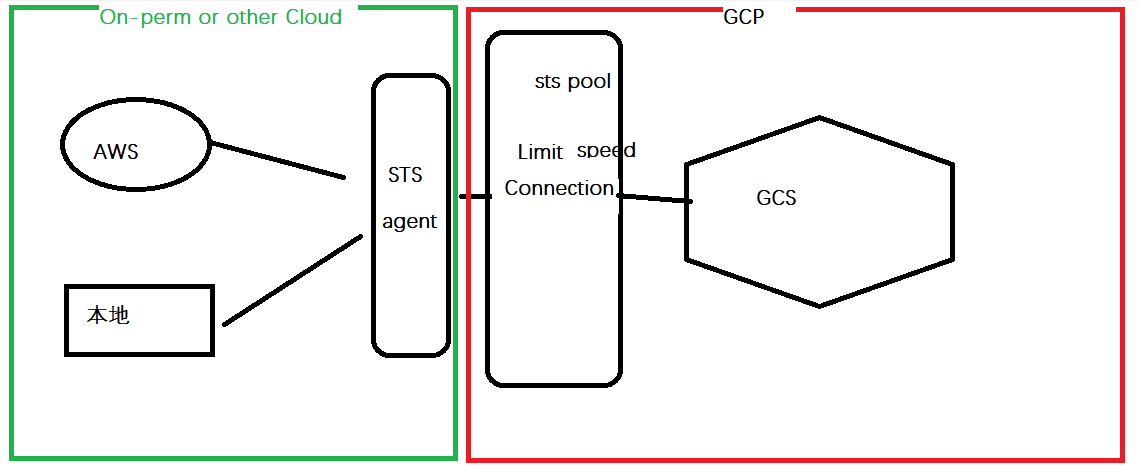 On-perm or other Cloud
GCP
AWS
本地
STS
agent
sts pool
Limit speed
Connection
GCS